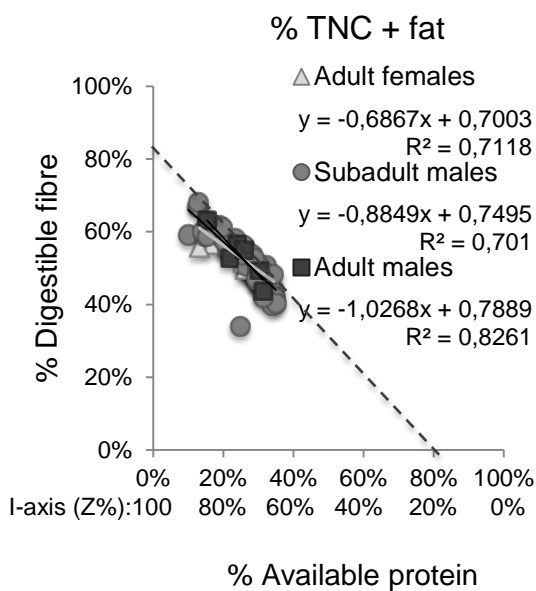 % TNC + fat
Adult females
y = -0,6867x + 0,7003
R² = 0,7118
Subadult males
y = -0,8849x + 0,7495
R² = 0,701
Adult males
y = -1,0268x + 0,7889
R² = 0,8261
% Digestible fibre
100%
80%
60%
40%
20%
0%
0% 20% 40% 60% 80% 100%
I-axis (Z%):100 80% 60% 40% 20% 0%
% Available protein